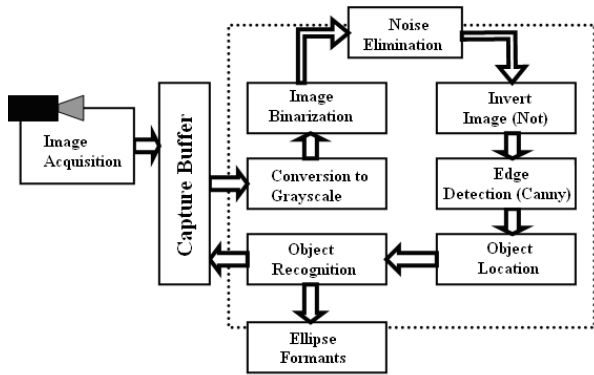 Noise
Elimination
Image
Acquisition
Capture Buffer
Image
Binarization
Invert
Image (Not)
Conversion to
Grayscale
Edge
Detection (Canny)
Object
Recognition
Object
Location
Ellipse
Formants